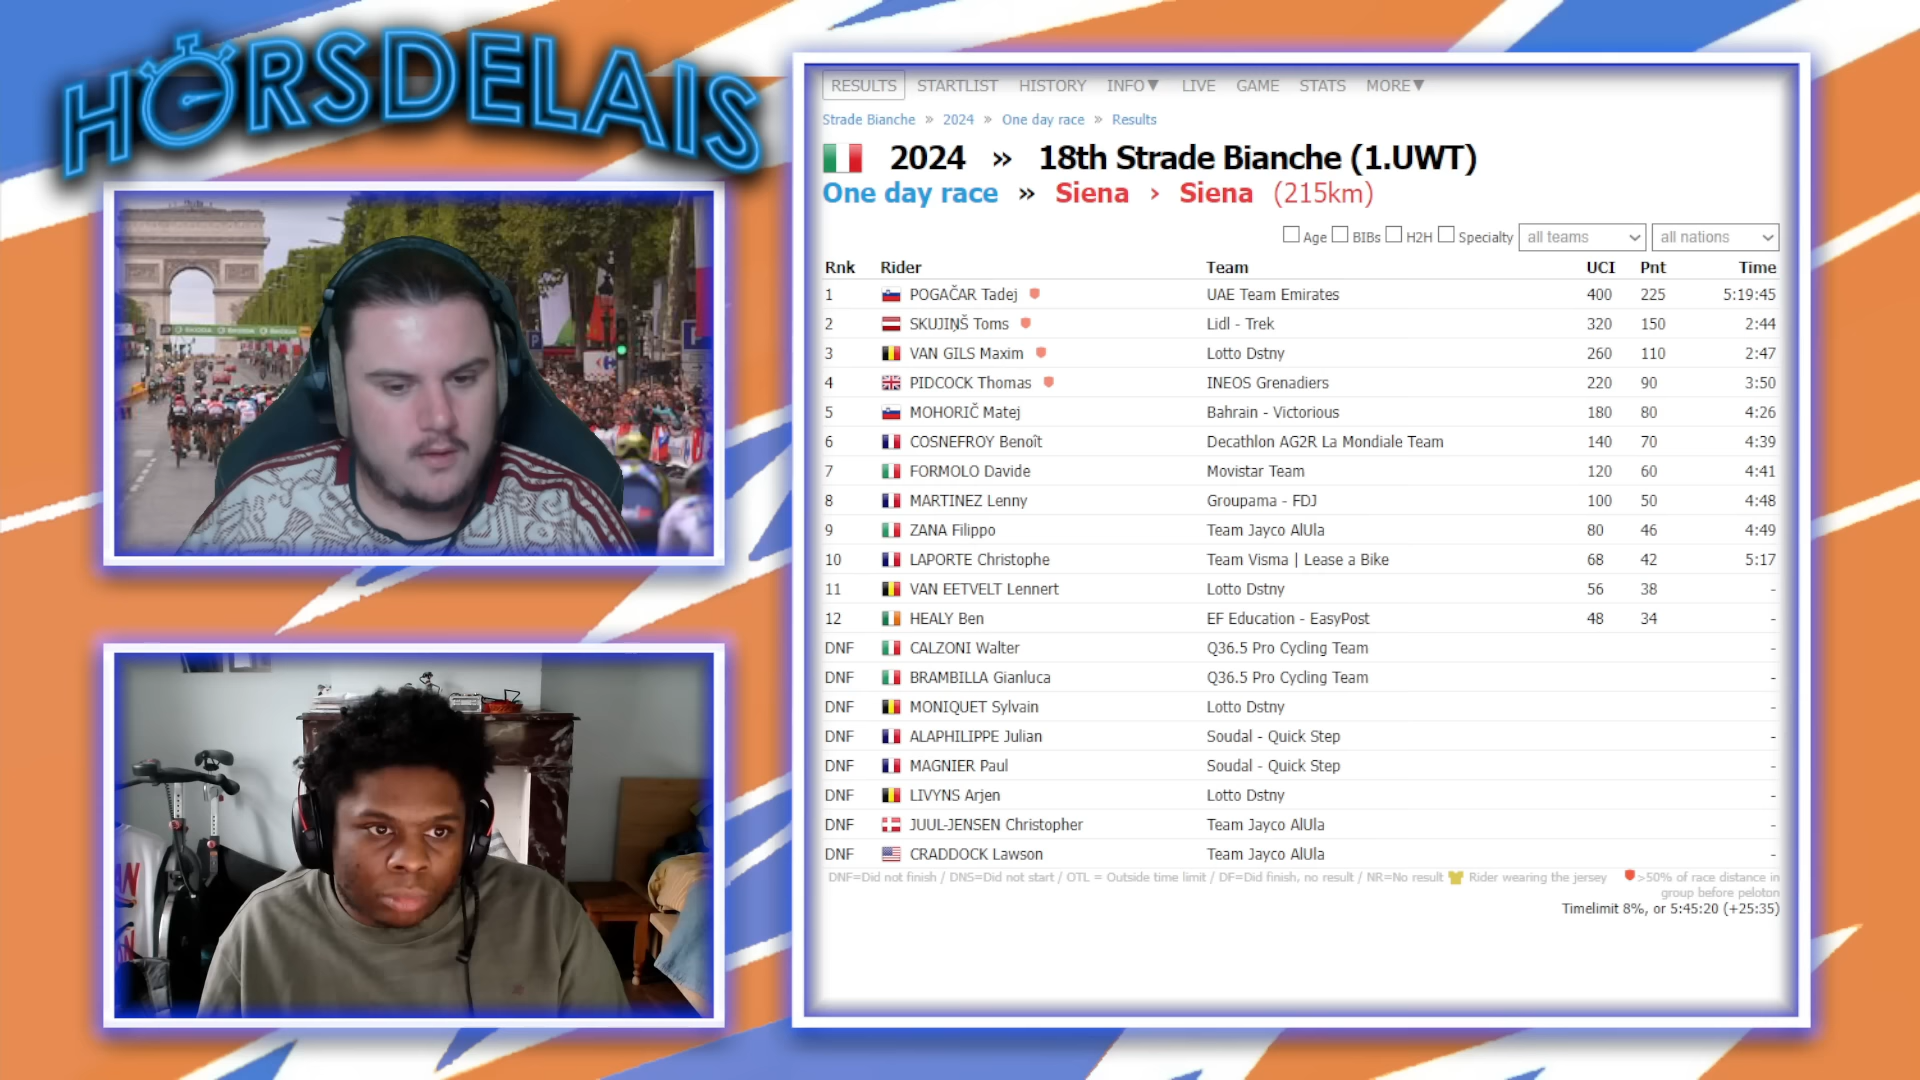 HORSDELAIS
RESULTS STARTLIST HISTORY INFO▼ LIVE GAME STATS MORE▼
Strade Bianche » 2024 » One day race » Results
2024 » 18th Strade Bianche (1.UWT)
One day race » Siena › Siena (215km)
Age BIBs H2H Specialty all teams all nations
Rnk Rider Team UCI Pnt Time
1 POGAČAR Tadej UAE Team Emirates 400 225 5:19:45
2 SKUJIŅŠ Toms Lidl - Trek 320 150 2:44
3 VAN GILS Maxim Lotto Dstny 260 110 2:47
4 PIDCOCK Thomas INEOS Grenadiers 220 90 3:50
5 MOHORIČ Matej Bahrain - Victorious 180 80 4:26
6 COSNEFROY Benoît Decathlon AG2R La Mondiale Team 140 70 4:39
7 FORMOLO Davide Movistar Team 120 60 4:41
8 MARTINEZ Lenny Groupama - FDJ 100 50 4:48
9 ZANA Filippo Team Jayco AlUla 80 46 4:49
10 LAPORTE Christophe Team Visma | Lease a Bike 68 42 5:17
11 VAN EETVELT Lennert Lotto Dstny 56 38 -
12 HEALY Ben EF Education - EasyPost 48 34 -
DNF CALZONI Walter Q36.5 Pro Cycling Team -
DNF BRAMBILLA Gianluca Q36.5 Pro Cycling Team -
DNF MONIQUET Sylvain Lotto Dstny -
DNF ALAPHILIPPE Julian Soudal - Quick Step -
DNF MAGNIER Paul Soudal - Quick Step -
DNF LIVYNS Arjen Lotto Dstny -
DNF JUUL-JENSEN Christopher Team Jayco AlUla -
DNF CRADDOCK Lawson Team Jayco AlUla -
DNF=Did not finish / DNS=Did not start / OTL = Outside time limit / DF=Did finish, no result / NR=No result Rider wearing the jersey >50% of race distance in
group before peloton
Timelimit 8%, or 5:45:20 (+25:35)